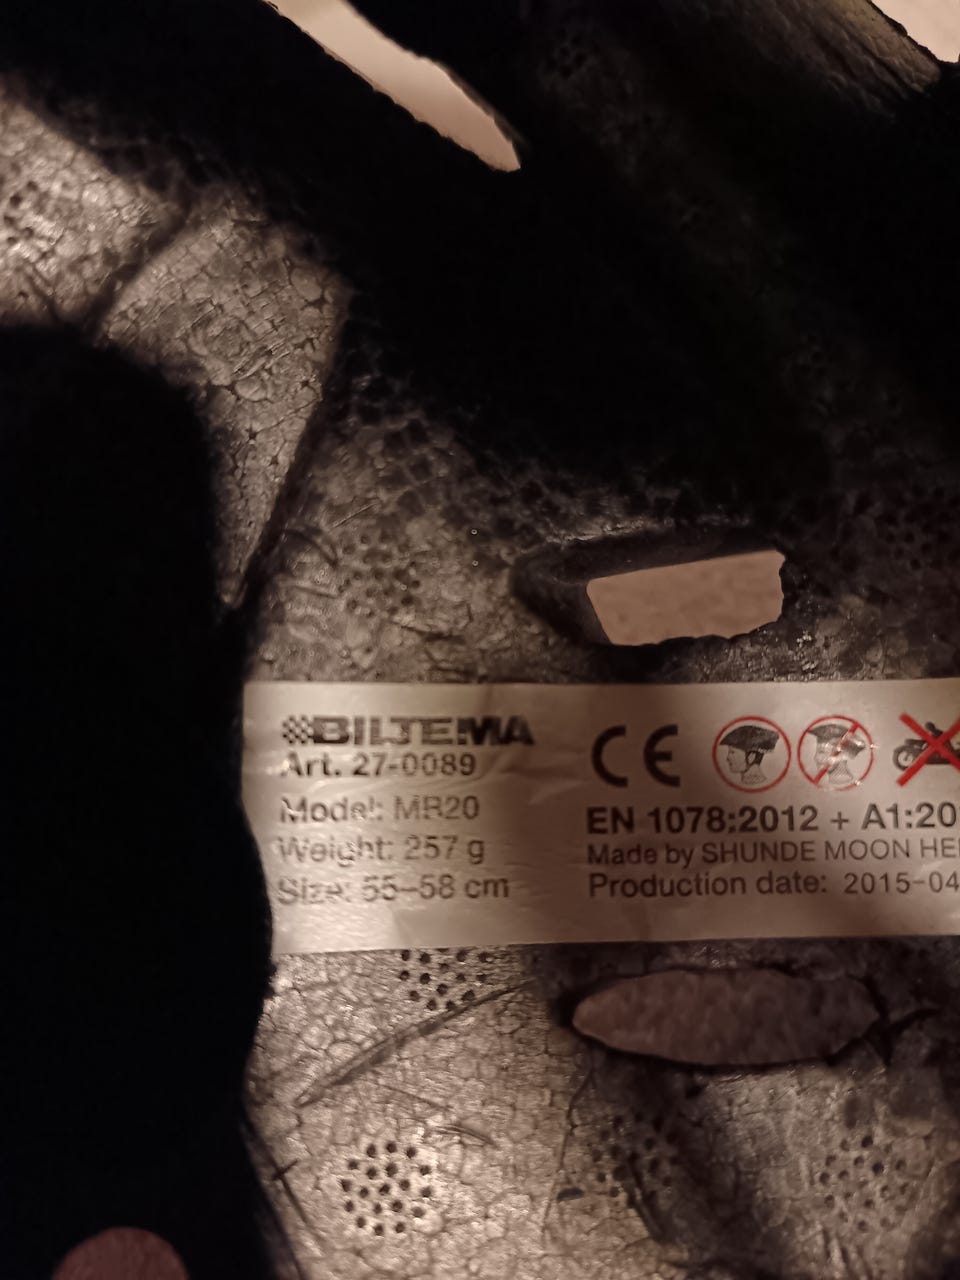 BILTEMA
Art. 27-0089
Model: MB20
Weight: 257 g
Size: 55–58 cm
CE
EN 1078:2012 + A1:20
Made by SHUNDE MOON HE
Production date: 2015-04